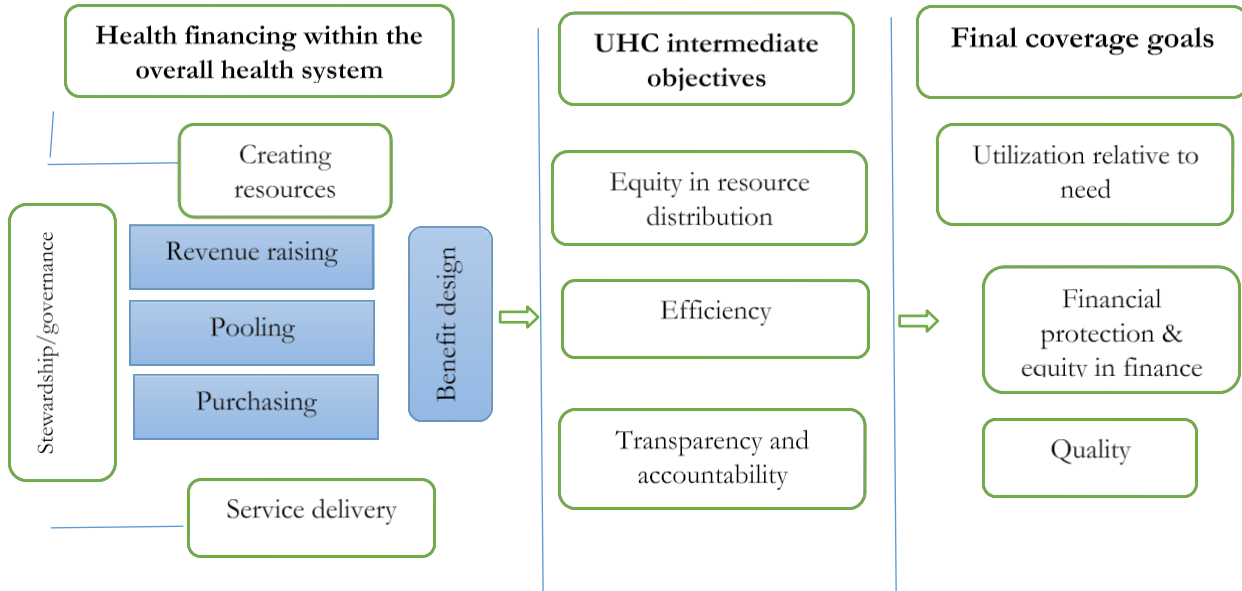 Health financing within the
overall health system
UHC intermediate
objectives
Final coverage goals
Creating
resources
Stewardship/governance
Revenue raising
Pooling
Purchasing
Benefit design
Service delivery
Equity in resource
distribution
Efficiency
Transparency and
accountability
Utilization relative to
need
Financial
protection &
equity in finance
Quality